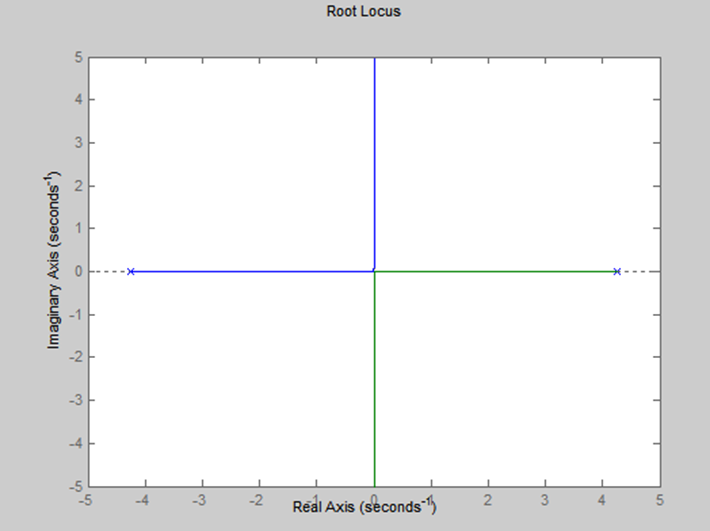 Root Locus
Imaginary Axis (seconds⁻¹)
5
4
3
2
1
0
-1
-2
-3
-4
-5
-5 -4 -3 -2 -1 0 1 2 3 4 5
Real Axis (seconds⁻¹)